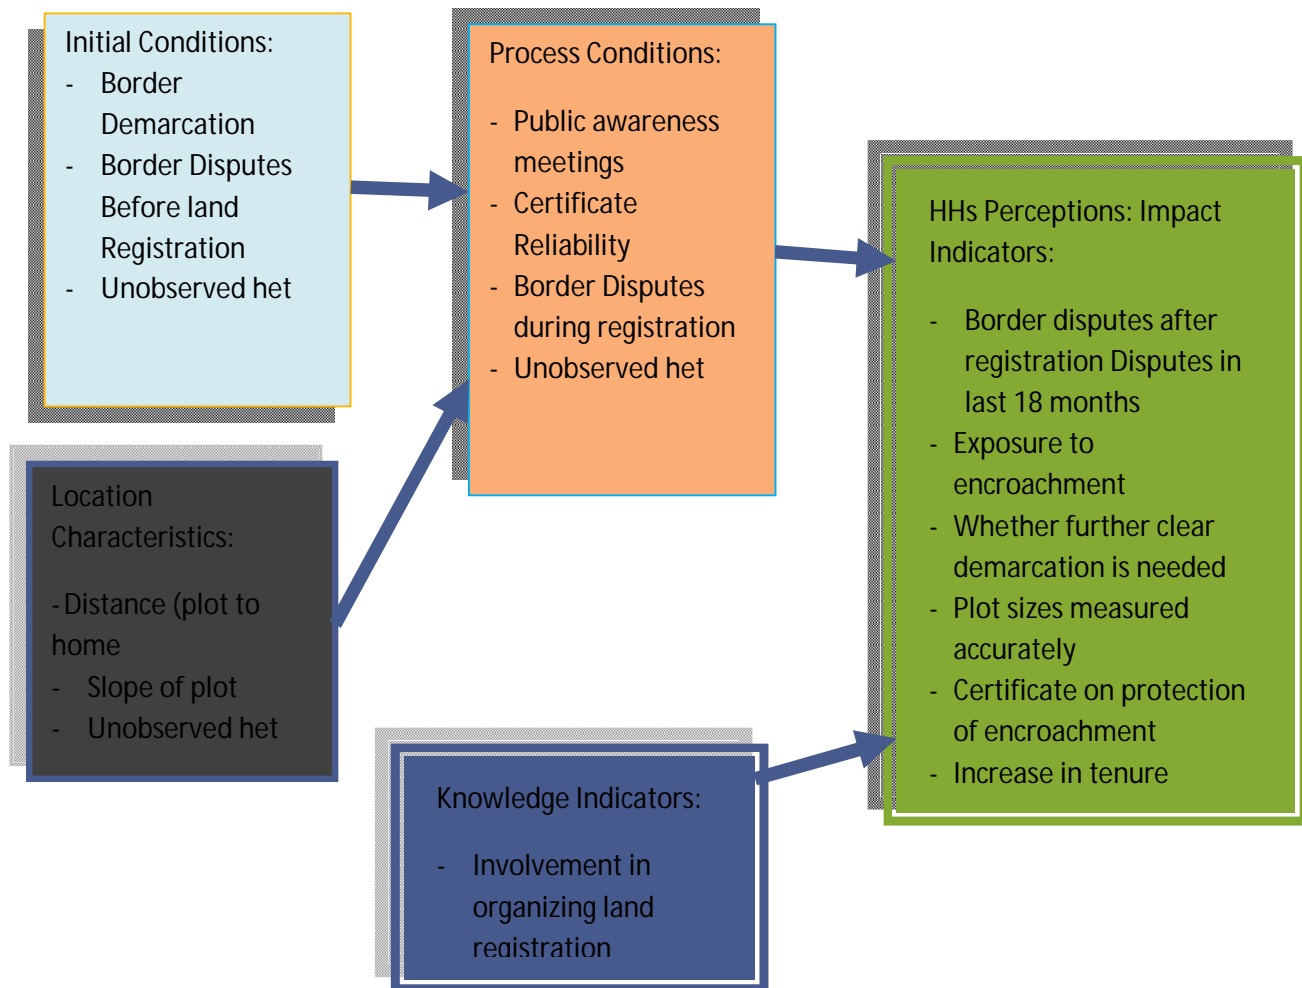 Initial Conditions:
- Border
Demarcation
- Border Disputes
Before land
Registration
- Unobserved het
Process Conditions:
- Public awareness
meetings
- Certificate
Reliability
- Border Disputes
during registration
- Unobserved het
HHs Perceptions: Impact
Indicators:
- Border disputes after
registration Disputes in
last 18 months
- Exposure to
encroachment
- Whether further clear
demarcation is needed
- Plot sizes measured
accurately
- Certificate on protection
of encroachment
- Increase in tenure
Location
Characteristics:
- Distance (plot to
home
- Slope of plot
- Unobserved het
Knowledge Indicators:
- Involvement in
organizing land
registration